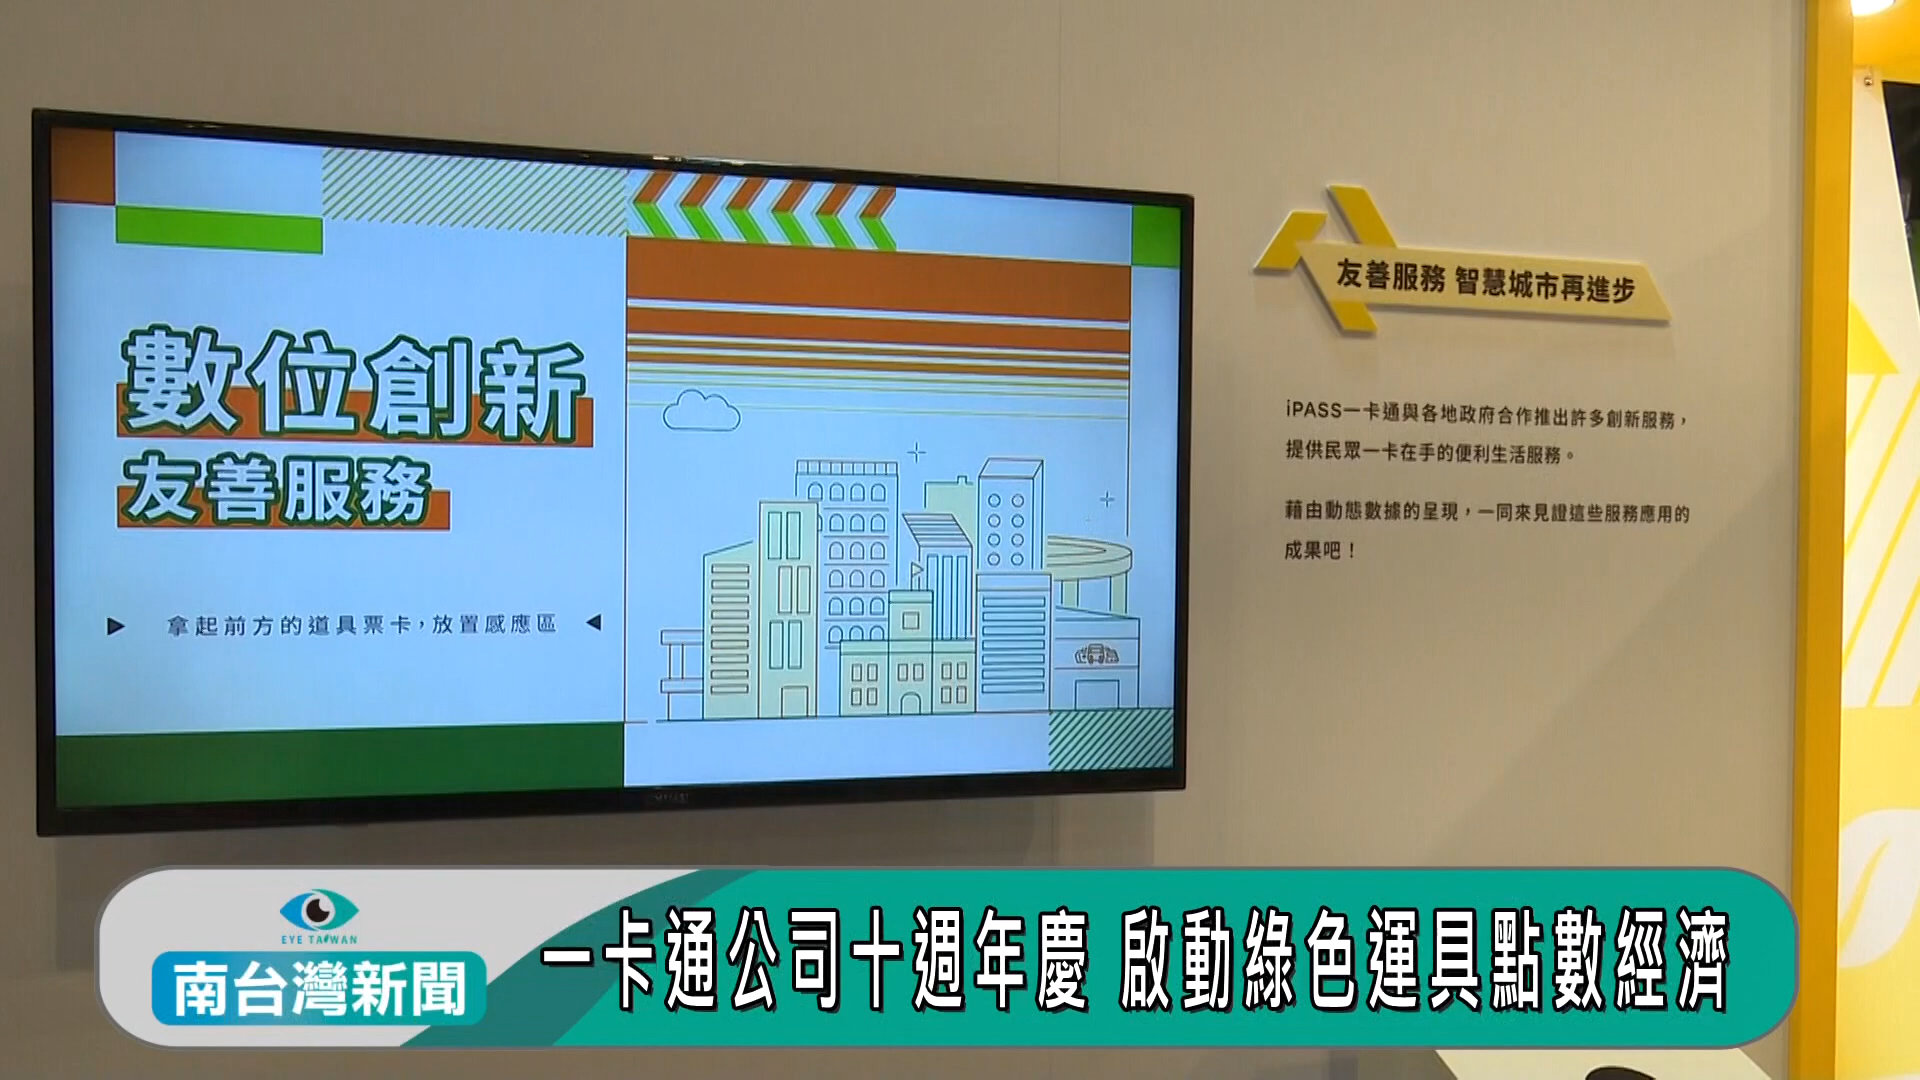 數位創新
友善服務
拿起前方的道具票卡，放置感應區
友善服務 智慧城市再進步
iPASS一卡通與各地政府合作推出許多創新服務，
提供民眾一卡在手的便利生活服務。
藉由動態數據的呈現，一同來見證這些服務應用的
成果吧！
EYE TAIWAN
南台灣新聞
一卡通公司十週年慶 啟動綠色運具點數經濟